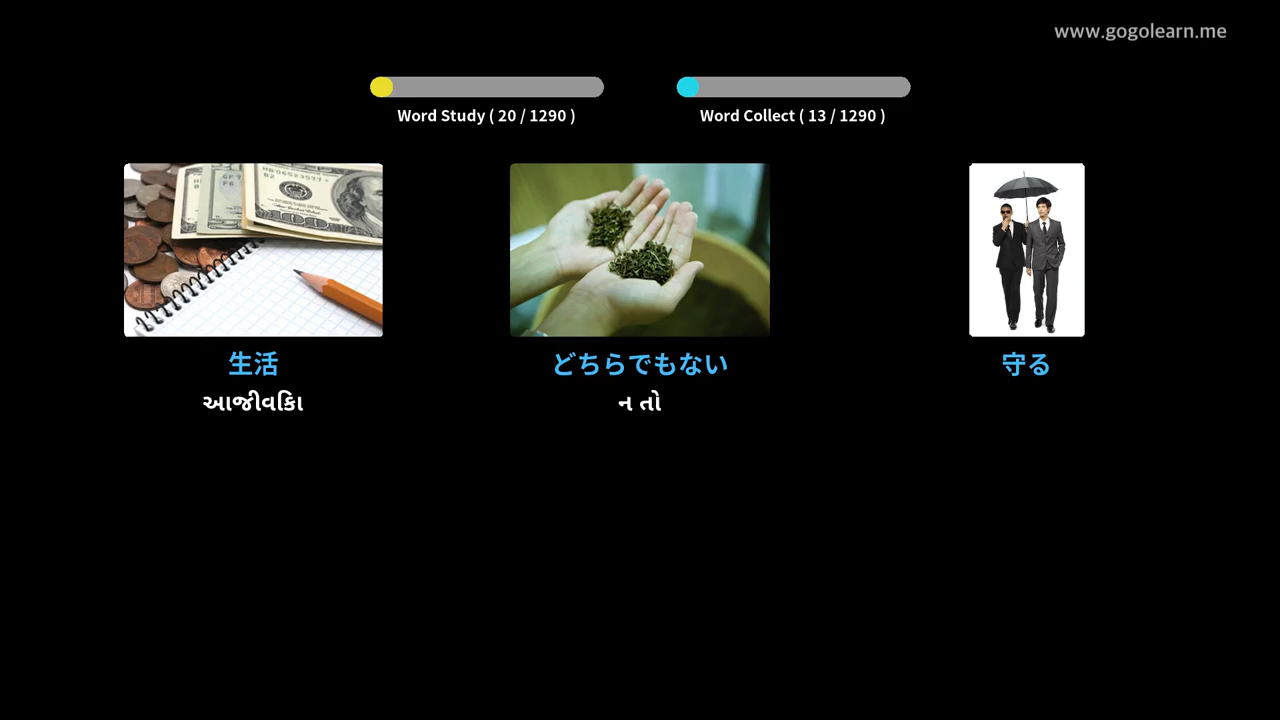 www.gogolearn.me
Word Study ( 20 / 1290 )
Word Collect ( 13 / 1290 )
生活
どちらでもない
守る
આજીવિકા
ન તો